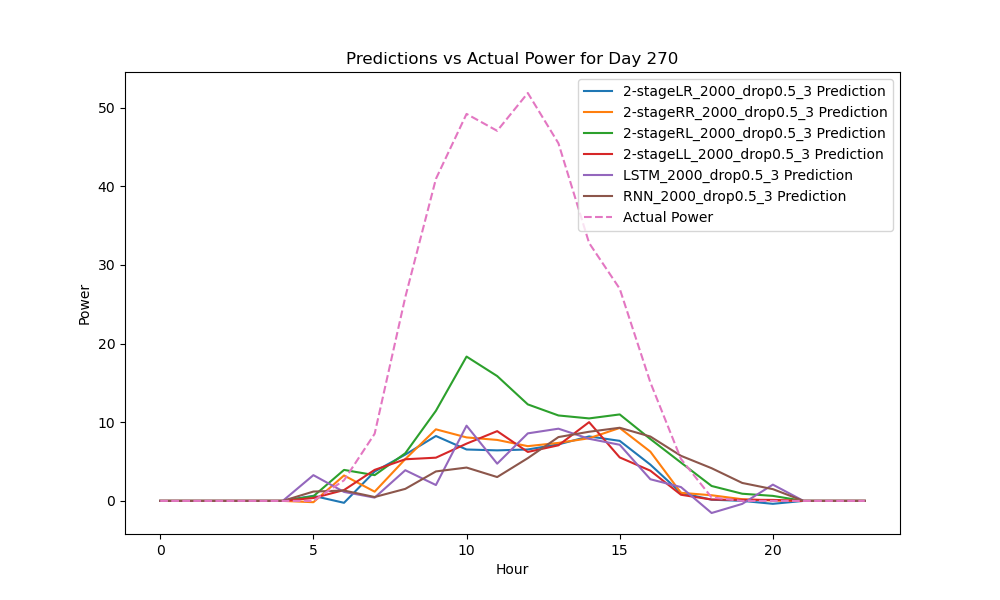 Predictions vs Actual Power for Day 270
2-stageLR_2000_drop0.5_3 Prediction
2-stageRR_2000_drop0.5_3 Prediction
2-stageRL_2000_drop0.5_3 Prediction
2-stageLL_2000_drop0.5_3 Prediction
LSTM_2000_drop0.5_3 Prediction
RNN_2000_drop0.5_3 Prediction
Actual Power
Power
50
40
30
20
10
0
0 5 10 15 20
Hour